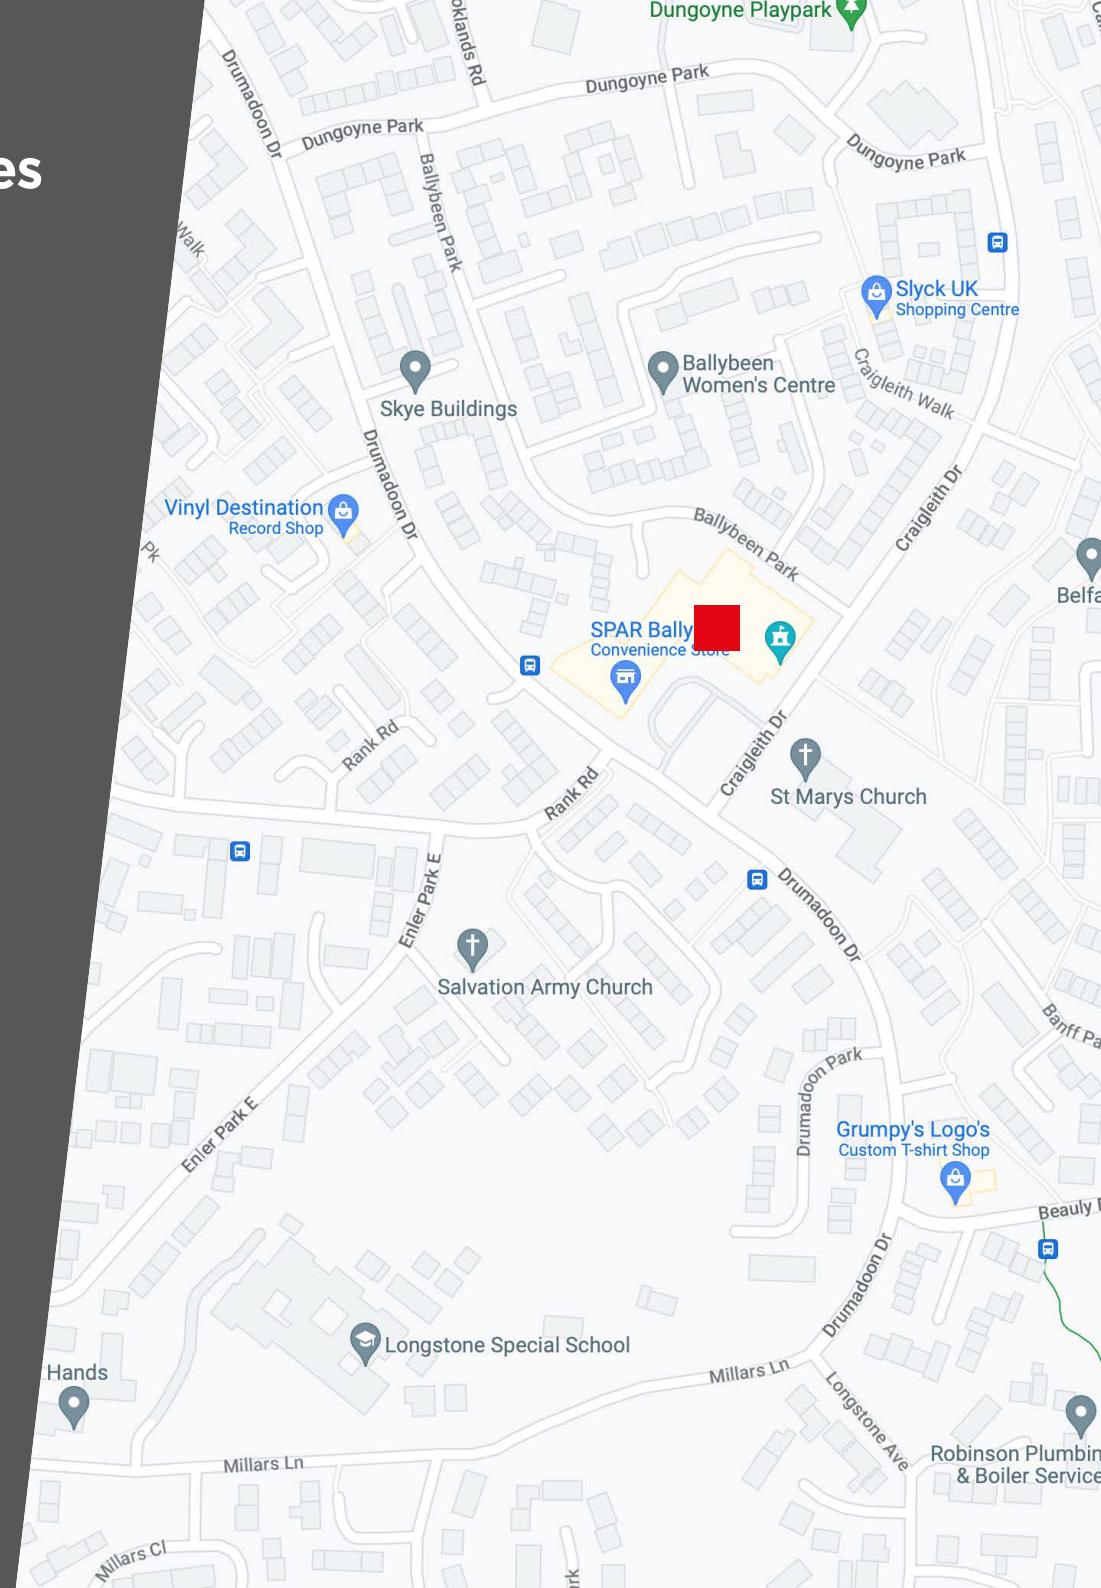 Dungoyne Playpark
Drumadoon Dr
Dungoyne Park
Dungoyne Park
Dungoyne Park
es
Ballybeen Park
Walk
Slyck UK
Shopping Centre
Ballybeen
Women's Centre
Craigleith Walk
Skye Buildings
Drumadoon Dr
Craigleith Dr
Vinyl Destination
Record Shop
Ballybeen Park
Pk
Belfa
SPAR Bally
Convenience Store
Rank Rd
Craigleith Dr
Rank Rd
St Marys Church
Enler Park E
Drumadoon Dr
Salvation Army Church
Banff Pa
Drumadoon Park
Enler Park E
Grumpy's Logo's
Custom T-shirt Shop
Beauly
Drumadoon Dr
Longstone Special School
Hands
Millars Ln
Longstone Ave
Robinson Plumbin
& Boiler Service
Millars Ln
Millars Cl